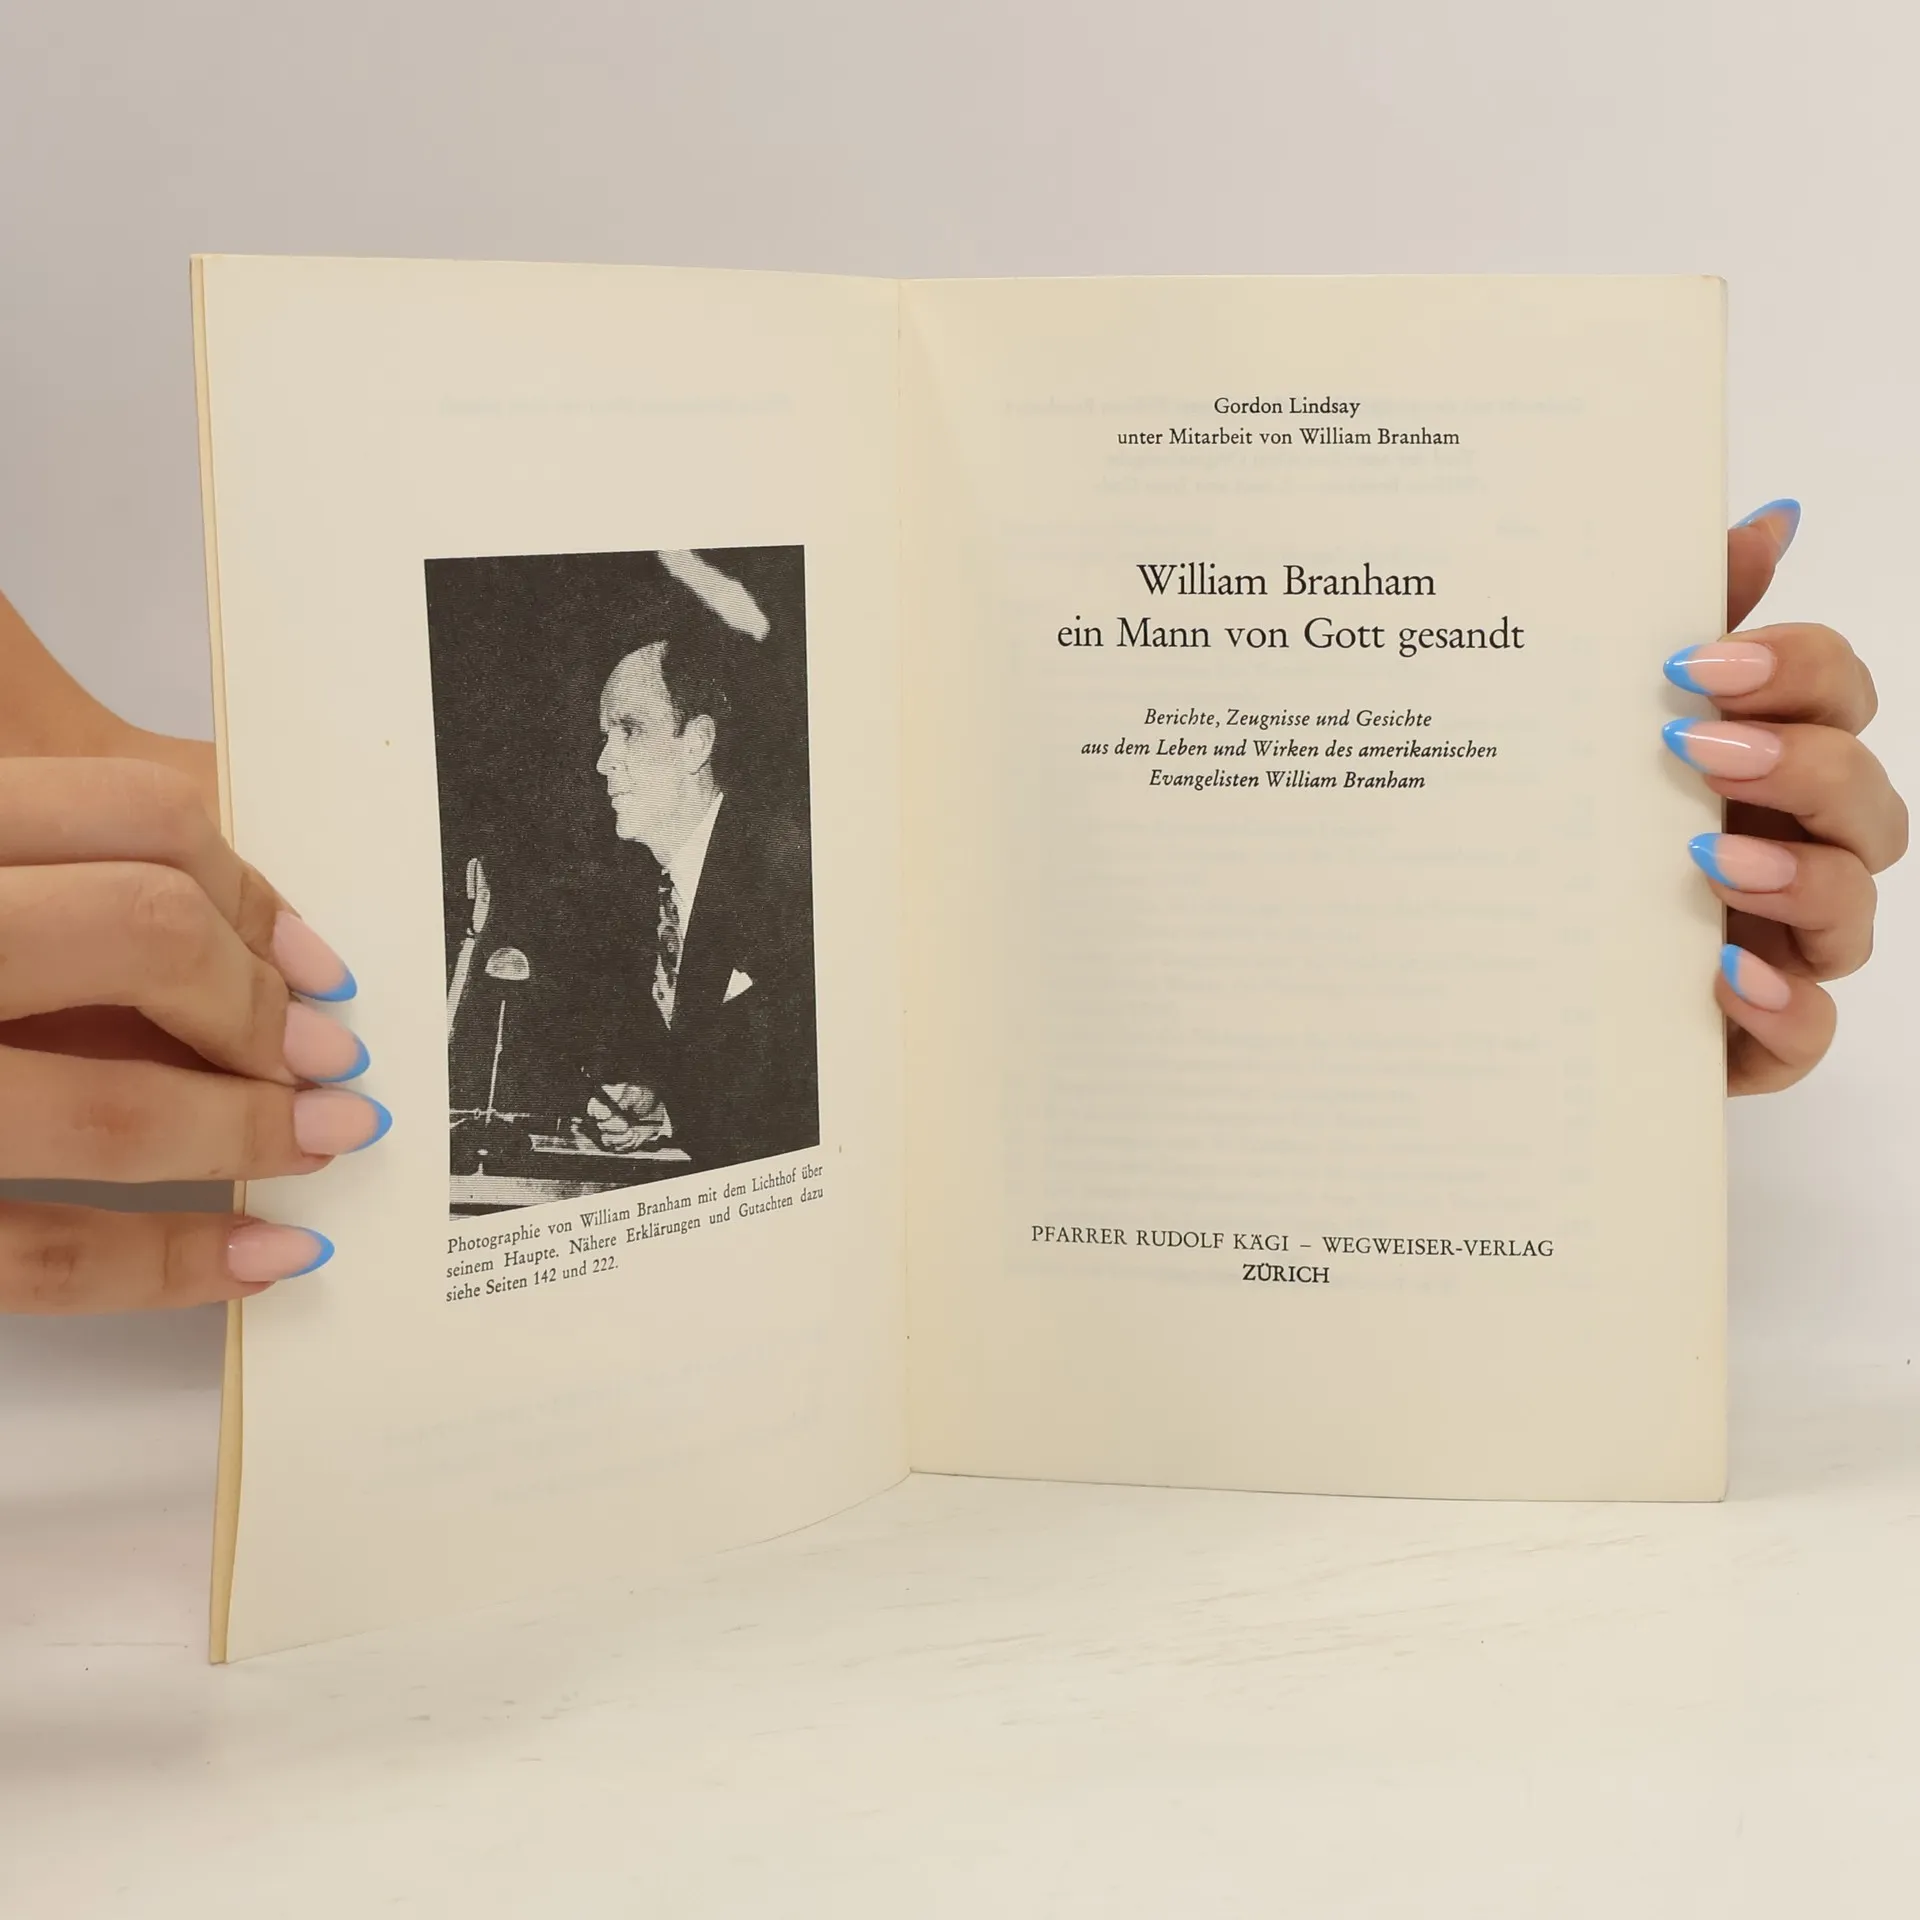 Photographie von William Branham mit dem Lichthof über
seinem Haupte. Nähere Erklärungen und Gutachten dazu
siehe Seiten 142 und 222.
Gordon Lindsay
unter Mitarbeit von William Branham
William Branham
ein Mann von Gott gesandt
Berichte, Zeugnisse und Gesichte
aus dem Leben und Wirken des amerikanischen
Evangelisten William Branham
PFARRER RUDOLF KÄGI – WEGWEISER-VERLAG
ZÜRICH